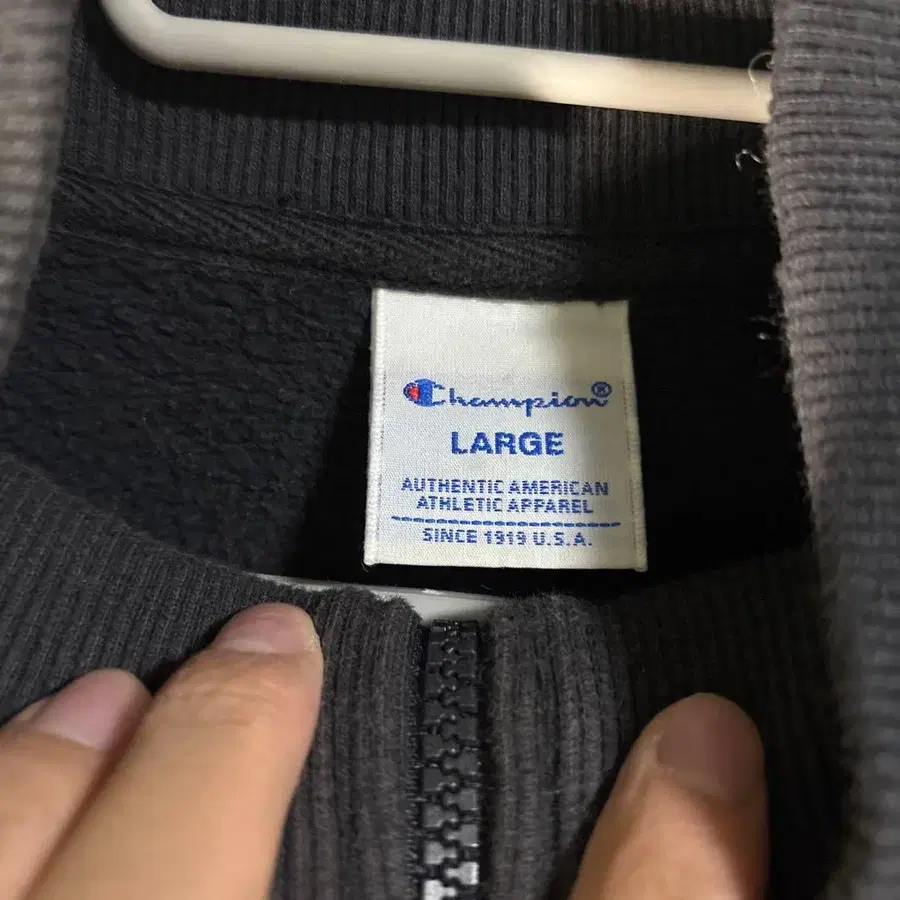 Champion®
LARGE
AUTHENTIC AMERICAN
ATHLETIC APPAREL
SINCE 1919 U.S.A.